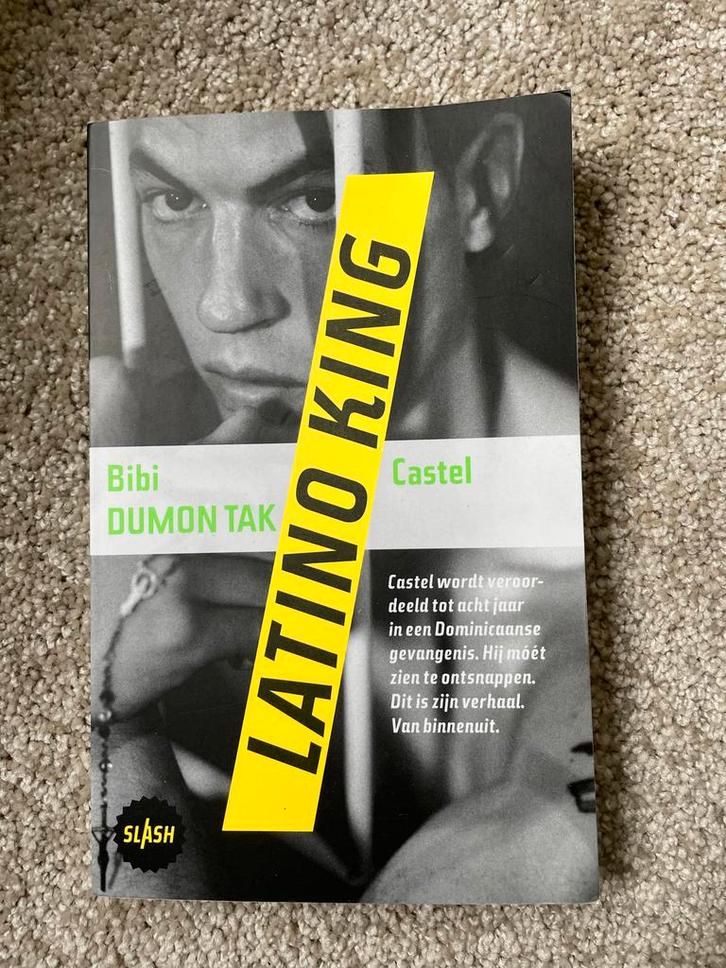 LATINO KING
Bibi
DUMON TAK
Castel
Castel wordt veroor-
deeld tot acht jaar
in een Dominicaanse
gevangenis. Hij móét
zien te ontsnappen.
Dit is zijn verhaal.
Van binnenuit.
SLASH